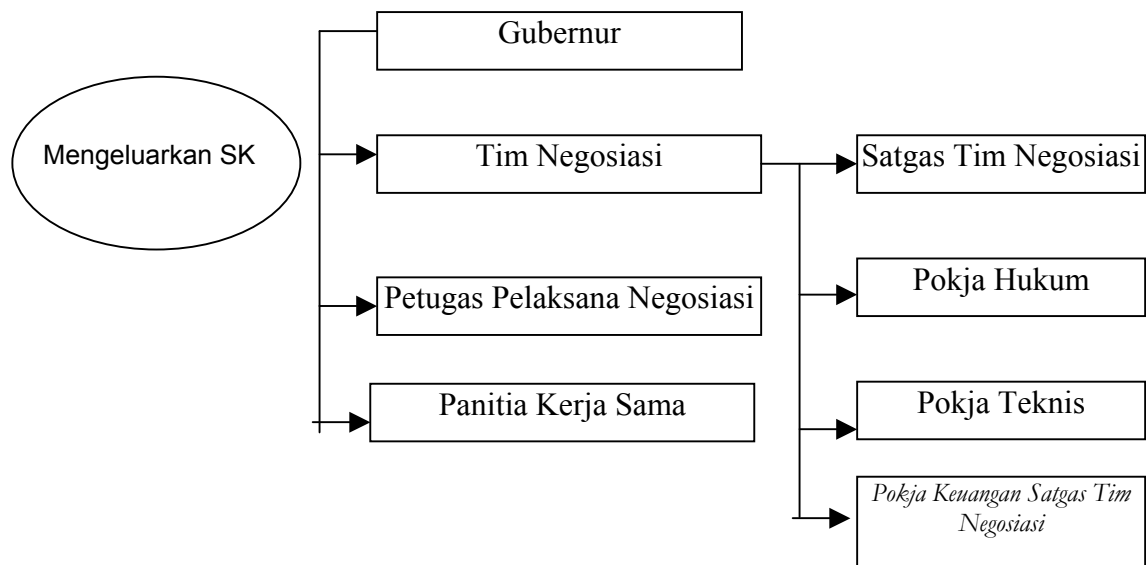 Gubernur
Mengeluarkan SK
Tim Negosiasi
Satgas Tim Negosiasi
Petugas Pelaksana Negosiasi
Pokja Hukum
Panitia Kerja Sama
Pokja Teknis
Pokja Keuangan Satgas Tim
Negosiasi